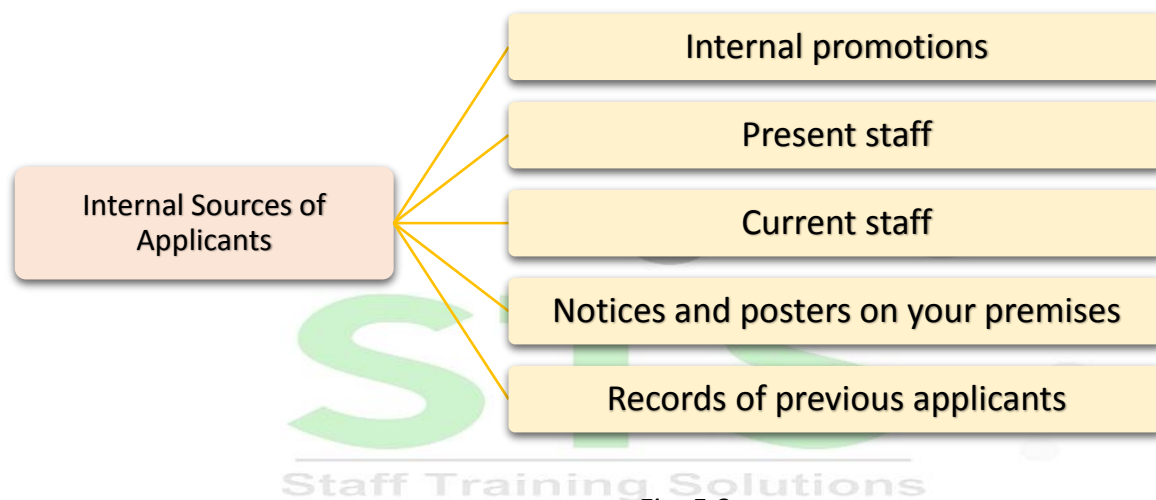 Internal promotions
Present staff
Internal Sources of
Applicants
Current staff
Notices and posters on your premises
Records of previous applicants
STS
Staff Training Solutions